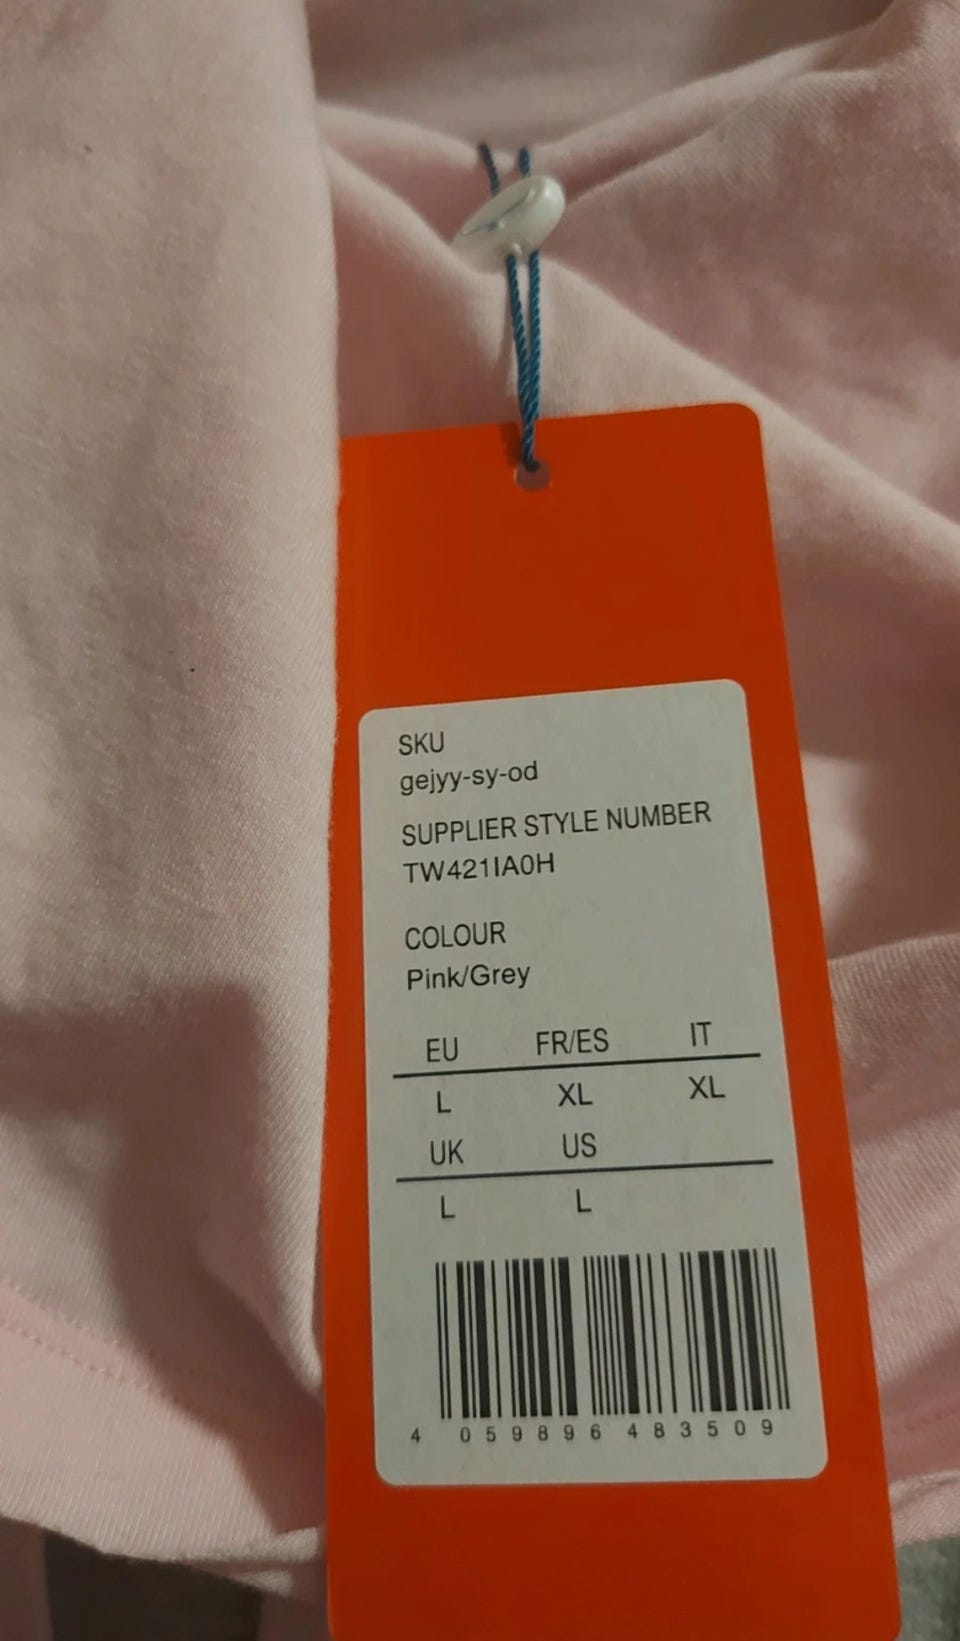 SKU
gejyy-sy-od
SUPPLIER STYLE NUMBER
TW421IA0H
COLOUR
Pink/Grey
EU FR/ES IT
L XL XL
UK US
L L
4 059896 483509